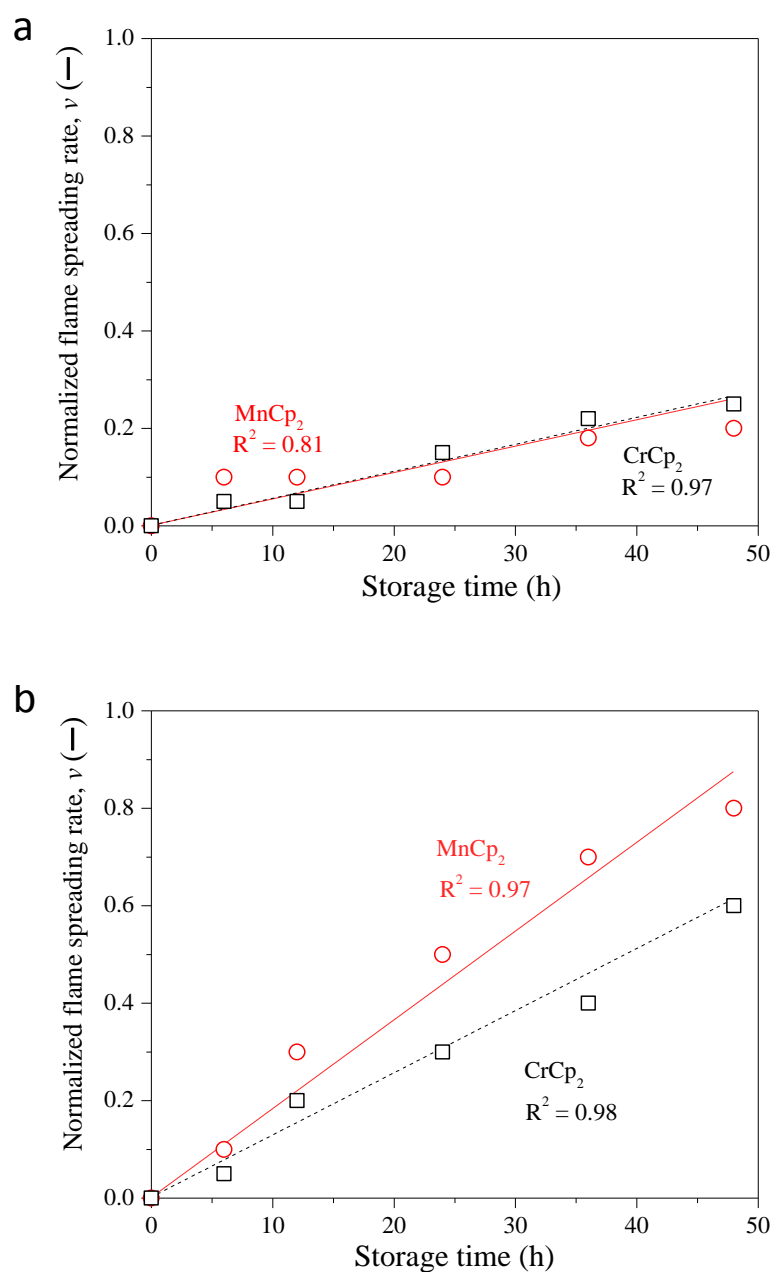 a
Normalized flame spreading rate, v (—)
1.0
0.8
0.6
0.4
0.2
0.0
MnCp₂
R² = 0.81
CrCp₂
R² = 0.97
0 10 20 30 40 50
Storage time (h)
b
Normalized flame spreading rate, v (—)
1.0
0.8
0.6
0.4
0.2
0.0
MnCp₂
R² = 0.97
CrCp₂
R² = 0.98
0 10 20 30 40 50
Storage time (h)